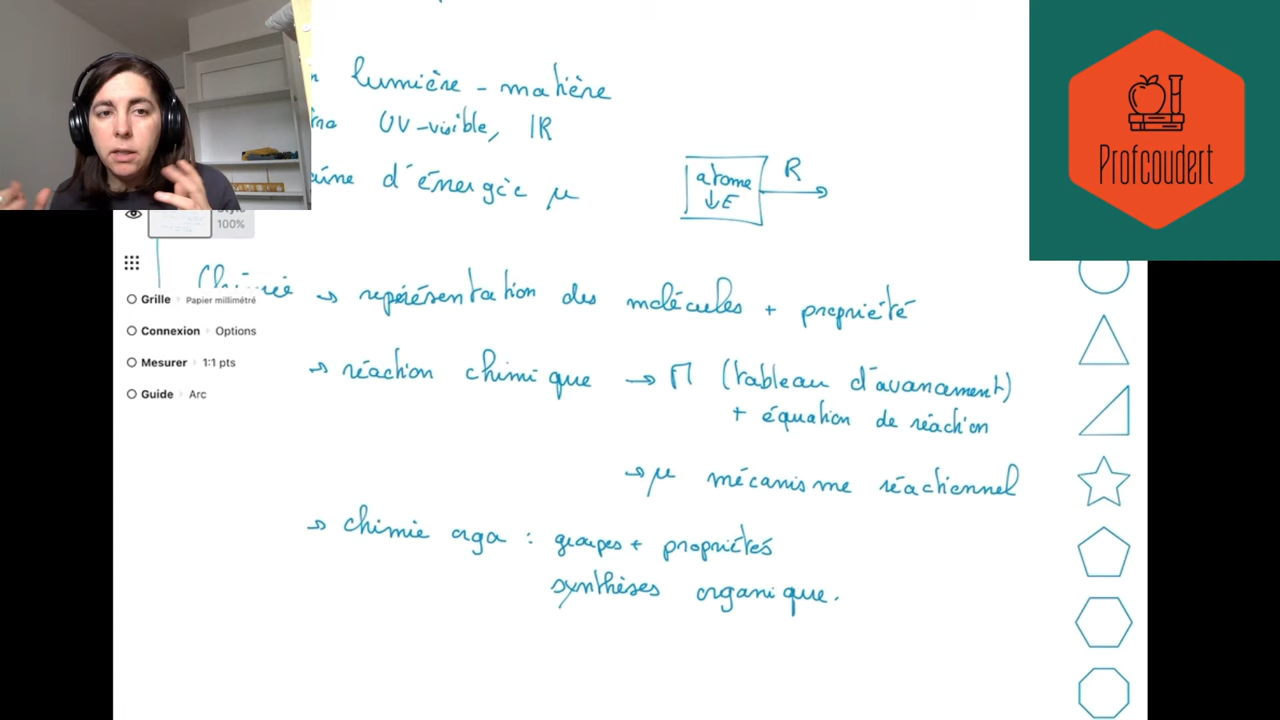 lumière - matière
UV-visible, IR
d'énergie μ
atome
↓E
R
Profcoudert
100%
Chimie → représentation des molécules + propriété
Grille › Papier millimétré
Connexion › Options
Mesurer › 1:1 pts
Guide › Arc
→ réaction chimique → M (tableau d'avancament)
+ équation de réaction
→ μ mécanisme réactionnel
→ chimie orga : groupes + propriétés
synthèses organique.